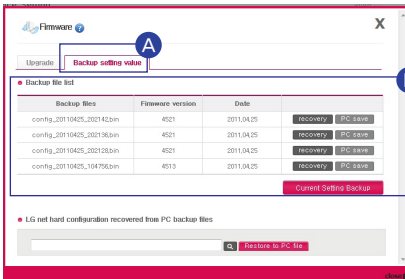 Firmware ?
X
A
Upgrade Backup setting value
Backup file list
Backup files Firmware version Date
config_20110425_202142.bin 4521 2011.04.25 recovery PC save
config_20110425_202136.bin 4521 2011.04.25 recovery PC save
config_20110425_202128.bin 4521 2011.04.25 recovery PC save
config_20110425_104756.bin 4513 2011.04.25 recovery PC save
Current Setting Backup
LG net hard configuration recovered from PC backup files
Restore to PC file